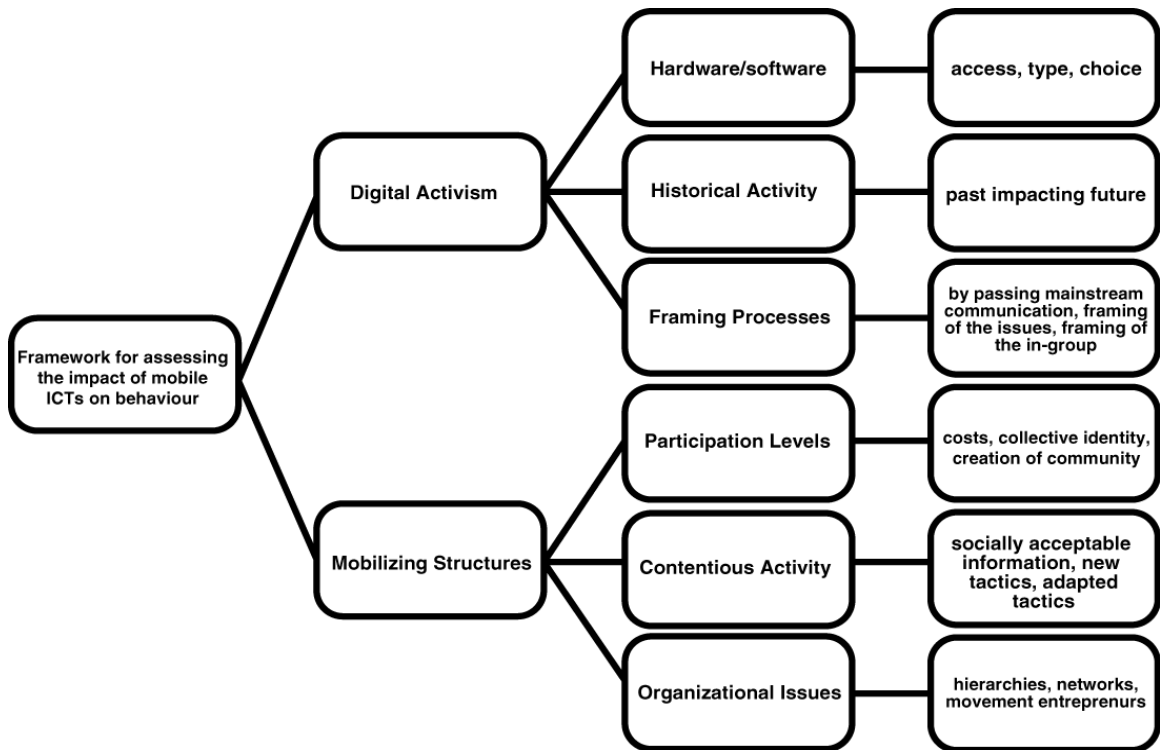 Framework for assessing
the impact of mobile
ICTs on behaviour
Digital Activism
Hardware/software
access, type, choice
Historical Activity
past impacting future
Framing Processes
by passing mainstream
communication, framing
of the issues, framing of
the in-group
Mobilizing Structures
Participation Levels
costs, collective identity,
creation of community
Contentious Activity
socially acceptable
information, new
tactics, adapted
tactics
Organizational Issues
hierarchies, networks,
movement entreprenurs